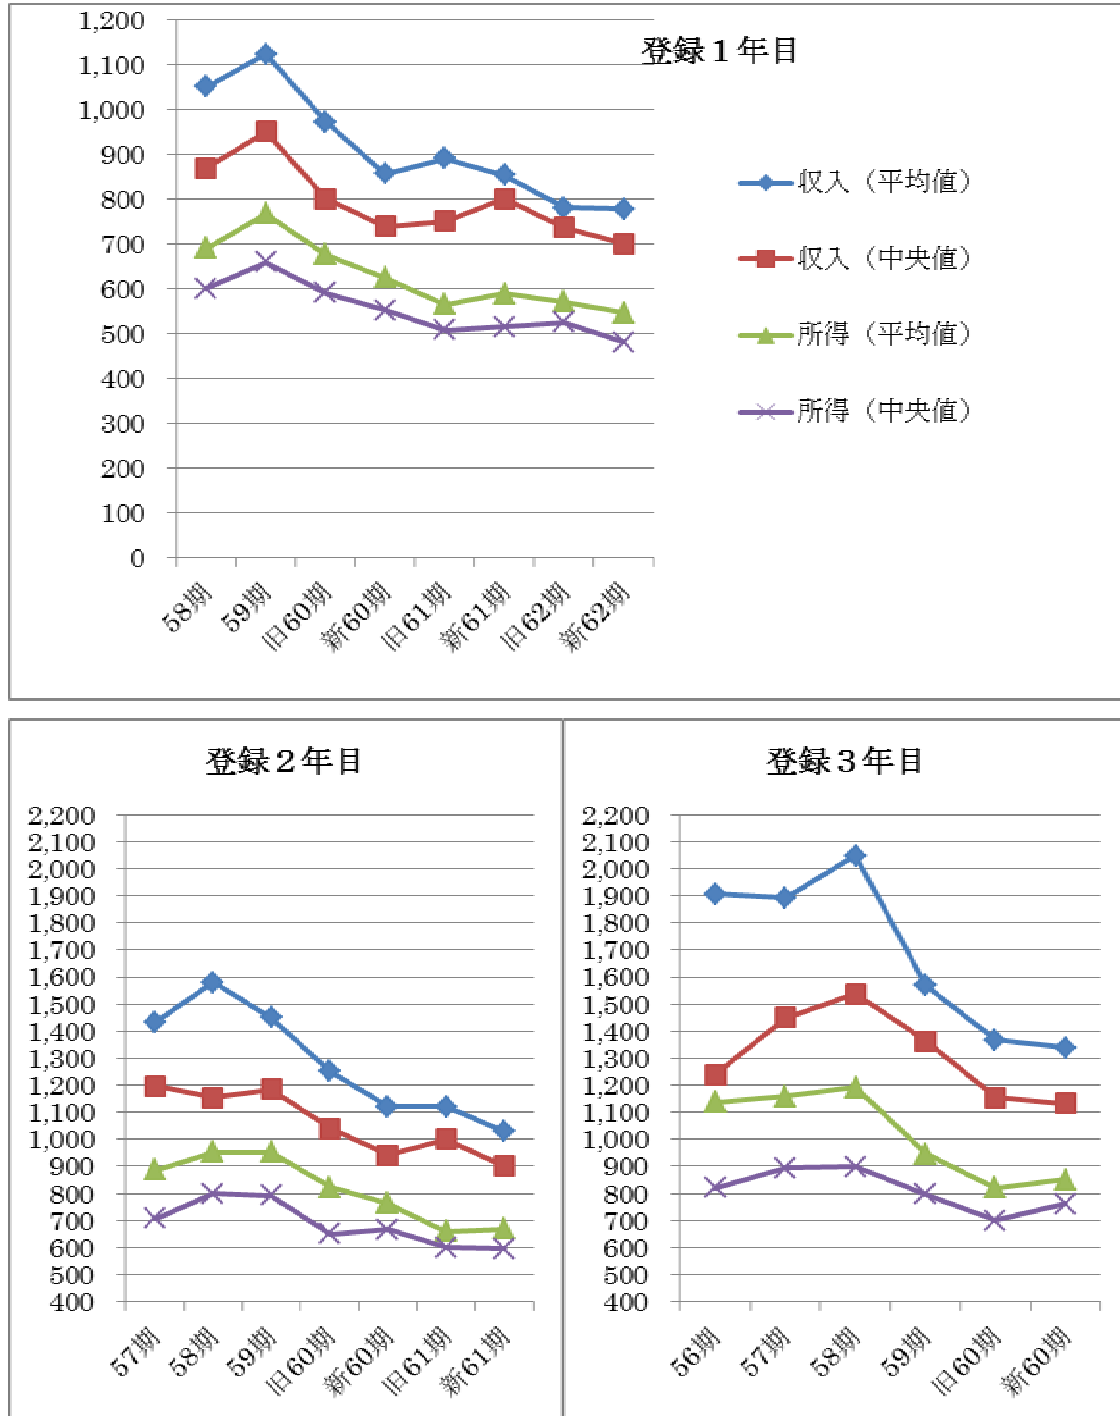 登録１年目
1,200
1,100
1,000
900
800
700
600
500
400
300
200
100
0
58期
59期
旧60期
新60期
旧61期
新61期
旧62期
新62期
収入（平均値）
収入（中央値）
所得（平均値）
所得（中央値）
登録２年目
2,200
2,100
2,000
1,900
1,800
1,700
1,600
1,500
1,400
1,300
1,200
1,100
1,000
900
800
700
600
500
400
57期
58期
59期
旧60期
新60期
旧61期
新61期
登録３年目
2,200
2,100
2,000
1,900
1,800
1,700
1,600
1,500
1,400
1,300
1,200
1,100
1,000
900
800
700
600
500
400
56期
57期
58期
59期
旧60期
新60期